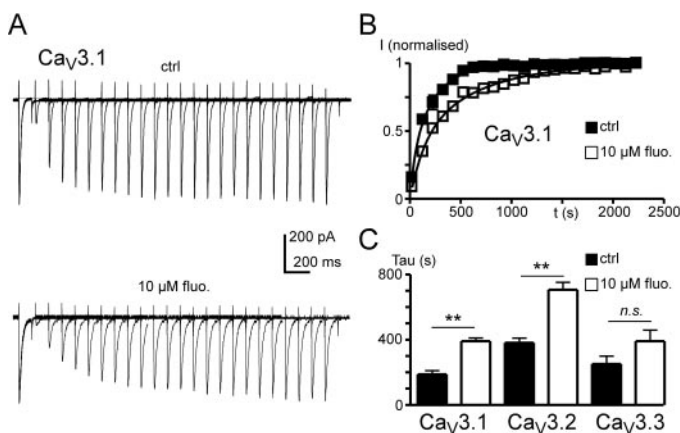 A
CaV3.1
ctrl
200 pA
200 ms
10 µM fluo.
B
I (normalised)
1
0.5
0
CaV3.1
ctrl
10 µM fluo.
0 500 1000 1500 2000 2500
t (s)
C
Tau (s)
ctrl
10 µM fluo.
800
400
0
**
**
n.s.
CaV3.1 CaV3.2 CaV3.3